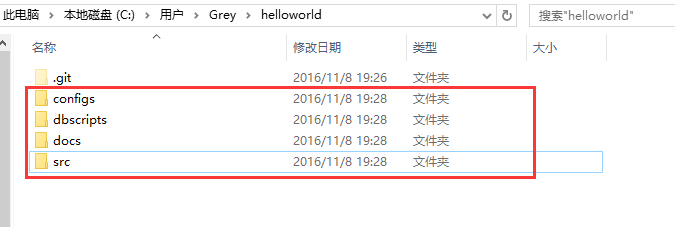 此电脑 > 本地磁盘 (C:) > 用户 > Grey > helloworld 搜索"helloworld"
名称 修改日期 类型 大小
.git 2016/11/8 19:26 文件夹
configs 2016/11/8 19:28 文件夹
dbscripts 2016/11/8 19:28 文件夹
docs 2016/11/8 19:28 文件夹
src 2016/11/8 19:28 文件夹